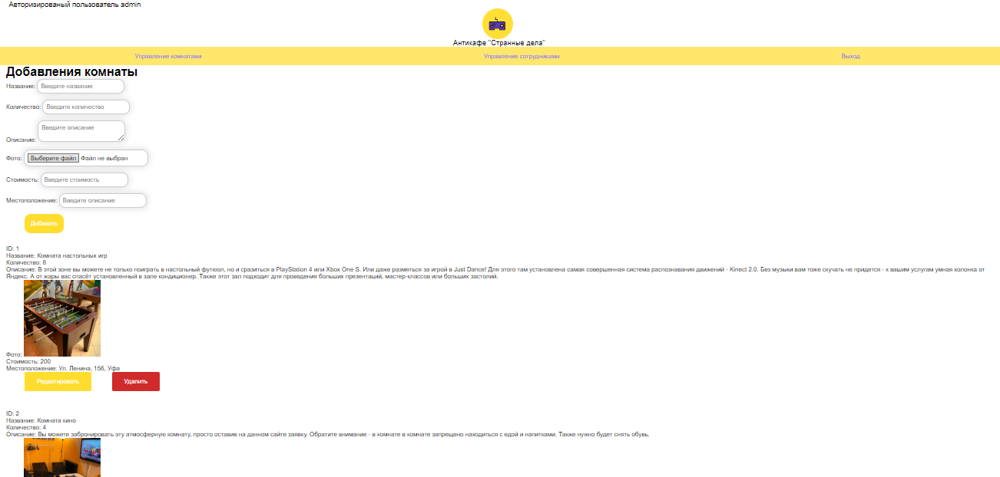 Авторизированый пользователь admin
Антикафе "Странные дела"
Управление комнатами
Управление сотрудниками
Выход
Добавления комнаты
Название: Введите название
Количество: Введите количество
Описание: Введите описание
Фото: Выберите файл Файл не выбран
Стоимость: Введите стоимость
Местоположение: Введите описание
Добавить
ID: 1
Название: Комната настольных игр
Количество: 8
Описание: В этой зоне вы можете не только поиграть в настольный футбол, но и сразиться в PlayStation 4 или Xbox One S. Или даже размяться за игрой в Just Dance! Для этого там установлена самая совершенная система распознавания движений - Kinect 2.0. Без музыки вам тоже скучать не придется - к вашим услугам умная колонка от
Яндекс. А от жары вас спасёт установленный в зале кондиционер. Также этот зал подходит для проведения больших презентаций, мастер-классов или больших застолий.
Фото:
Стоимость: 200
Местоположение: Ул. Ленина, 156, Уфа
Редактировать
Удалить
ID: 2
Название: Комната кино
Количество: 4
Описание: Вы можете забронировать эту атмосферную комнату, просто оставив на данном сайте заявку. Обратите внимание - в комнате в комнате запрещено находиться с едой и напитками. Также нужно будет снять обувь.